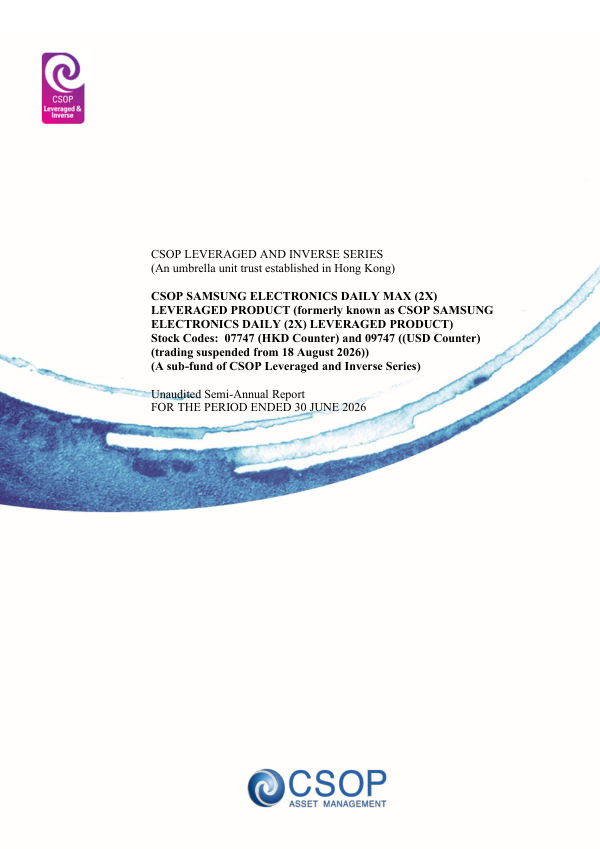 CSOP
Leveraged &
Inverse
CSOP LEVERAGED AND INVERSE SERIES
(An umbrella unit trust established in Hong Kong)
CSOP SAMSUNG ELECTRONICS DAILY MAX (2X)
LEVERAGED PRODUCT (formerly known as CSOP SAMSUNG
ELECTRONICS DAILY (2X) LEVERAGED PRODUCT)
Stock Codes:  07747 (HKD Counter) and 09747 ((USD Counter)
(trading suspended from 18 August 2026))
(A sub-fund of CSOP Leveraged and Inverse Series)
Unaudited Semi-Annual Report
FOR THE PERIOD ENDED 30 JUNE 2026
CSOP
ASSET MANAGEMENT